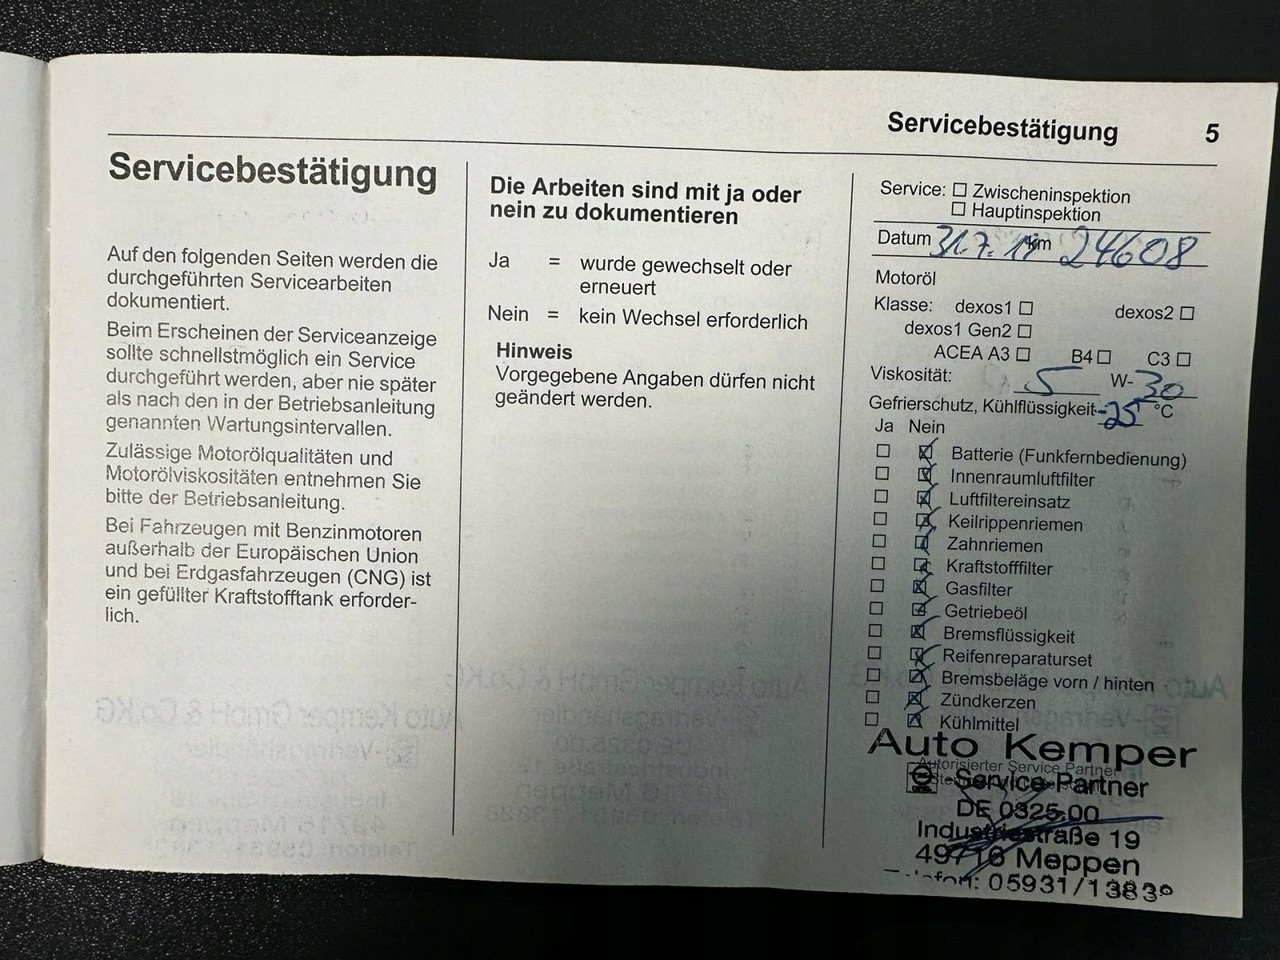 Servicebestätigung 5
Servicebestätigung
Auf den folgenden Seiten werden die
durchgeführten Servicearbeiten
dokumentiert.
Beim Erscheinen der Serviceanzeige
sollte schnellstmöglich ein Service
durchgeführt werden, aber nie später
als nach den in der Betriebsanleitung
genannten Wartungsintervallen.
Zulässige Motorölqualitäten und
Motorölviskositäten entnehmen Sie
bitte der Betriebsanleitung.
Bei Fahrzeugen mit Benzinmotoren
außerhalb der Europäischen Union
und bei Erdgasfahrzeugen (CNG) ist
ein gefüllter Kraftstofftank erforder-
lich.
Die Arbeiten sind mit ja oder
nein zu dokumentieren
Ja = wurde gewechselt oder
erneuert
Nein = kein Wechsel erforderlich
Hinweis
Vorgegebene Angaben dürfen nicht
geändert werden.
Service: ☐ Zwischeninspektion
☐ Hauptinspektion
Datum 31.7. km 24608
Motoröl
Klasse: dexos1 ☐ dexos2 ☐
dexos1 Gen2 ☐
ACEA A3 ☐ B4 ☐ C3 ☐
Viskosität: 5 W-30
Gefrierschutz, Kühlflüssigkeit -25 °C
Ja Nein
Batterie (Funkfernbedienung)
Innenraumluftfilter
Luftfiltereinsatz
Keilrippenriemen
Zahnriemen
Kraftstofffilter
Gasfilter
Getriebeöl
Bremsflüssigkeit
Reifenreparaturset
Bremsbeläge vorn / hinten
Zündkerzen
Kühlmittel
Auto Kemper
Autorisierter Service Partner
Service-Partner
DE 0325.00
Industriestraße 19
49716 Meppen
05931/1383